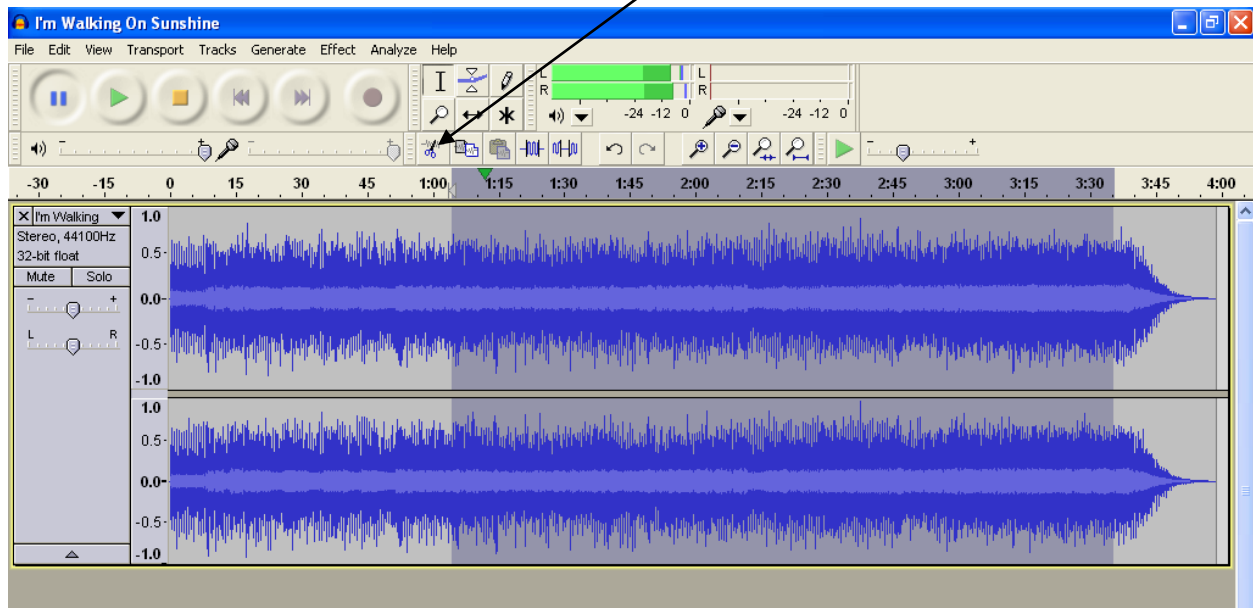 I'm Walking On Sunshine
File Edit View Transport Tracks Generate Effect Analyze Help
L L
R R
-24 -12 0 -24 -12 0
- + - + - +
-30 -15 0 15 30 45 1:00 1:15 1:30 1:45 2:00 2:15 2:30 2:45 3:00 3:15 3:30 3:45 4:00
X I'm Walking 1.0
Stereo, 44100Hz
32-bit float 0.5
Mute Solo
- + 0.0
L R
-0.5
-1.0
1.0
0.5
0.0
-0.5
-1.0